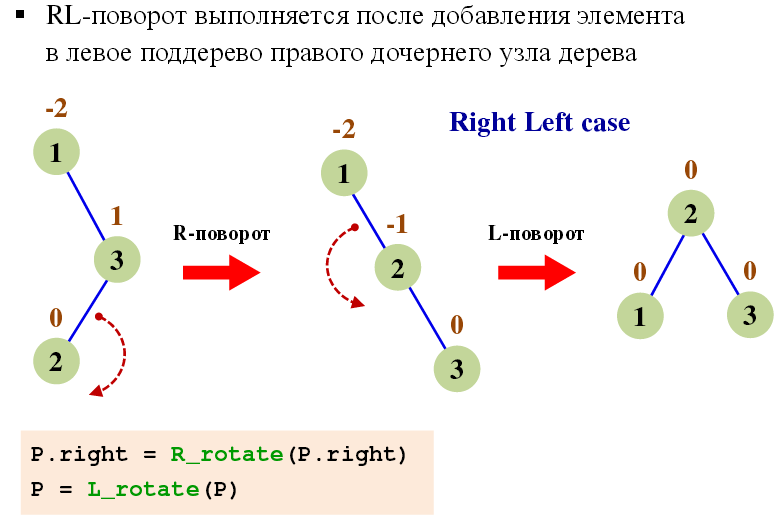 ▪ RL-поворот выполняется после добавления элемента
в левое поддерево правого дочернего узла дерева
Right Left case
-2
1
1
3
0
2
R-поворот
-2
1
-1
2
0
3
L-поворот
0
2
0
1
0
3
P.right = R_rotate(P.right)
P = L_rotate(P)